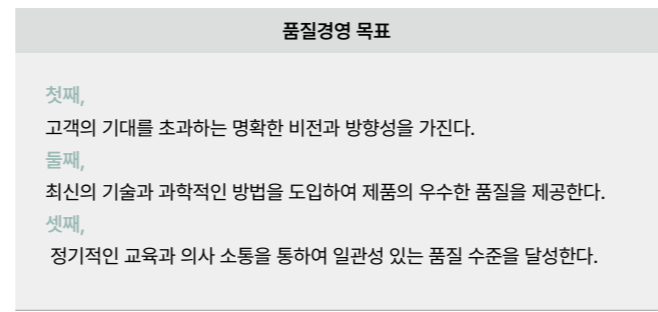 품질경영 목표
첫째,
고객의 기대를 초과하는 명확한 비전과 방향성을 가진다.
둘째,
최신의 기술과 과학적인 방법을 도입하여 제품의 우수한 품질을 제공한다.
셋째,
정기적인 교육과 의사 소통을 통하여 일관성 있는 품질 수준을 달성한다.